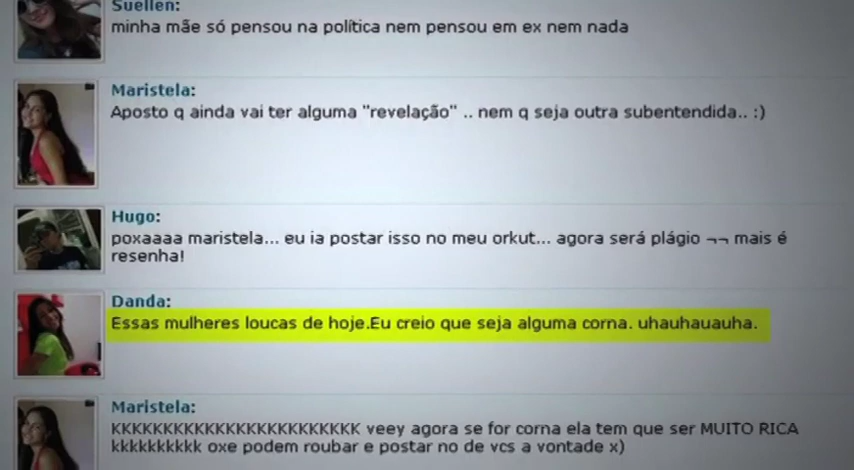 Suellen:
minha mãe só pensou na política nem pensou em ex nem nada
Maristela:
Aposto q ainda vai ter alguma "revelação" .. nem q seja outra subentendida.. :)
Hugo:
poxaaaa maristela... eu ia postar isso no meu orkut... agora será plágio ¬¬ mais é
resenha!
Danda:
Essas mulheres loucas de hoje.Eu creio que seja alguma corna. uhauhauauha.
Maristela:
KKKKKKKKKKKKKKKKKKKKKKKK veey agora se for corna ela tem que ser MUITO RICA
kkkkkkkkkk oxe podem roubar e postar no de vcs a vontade x)